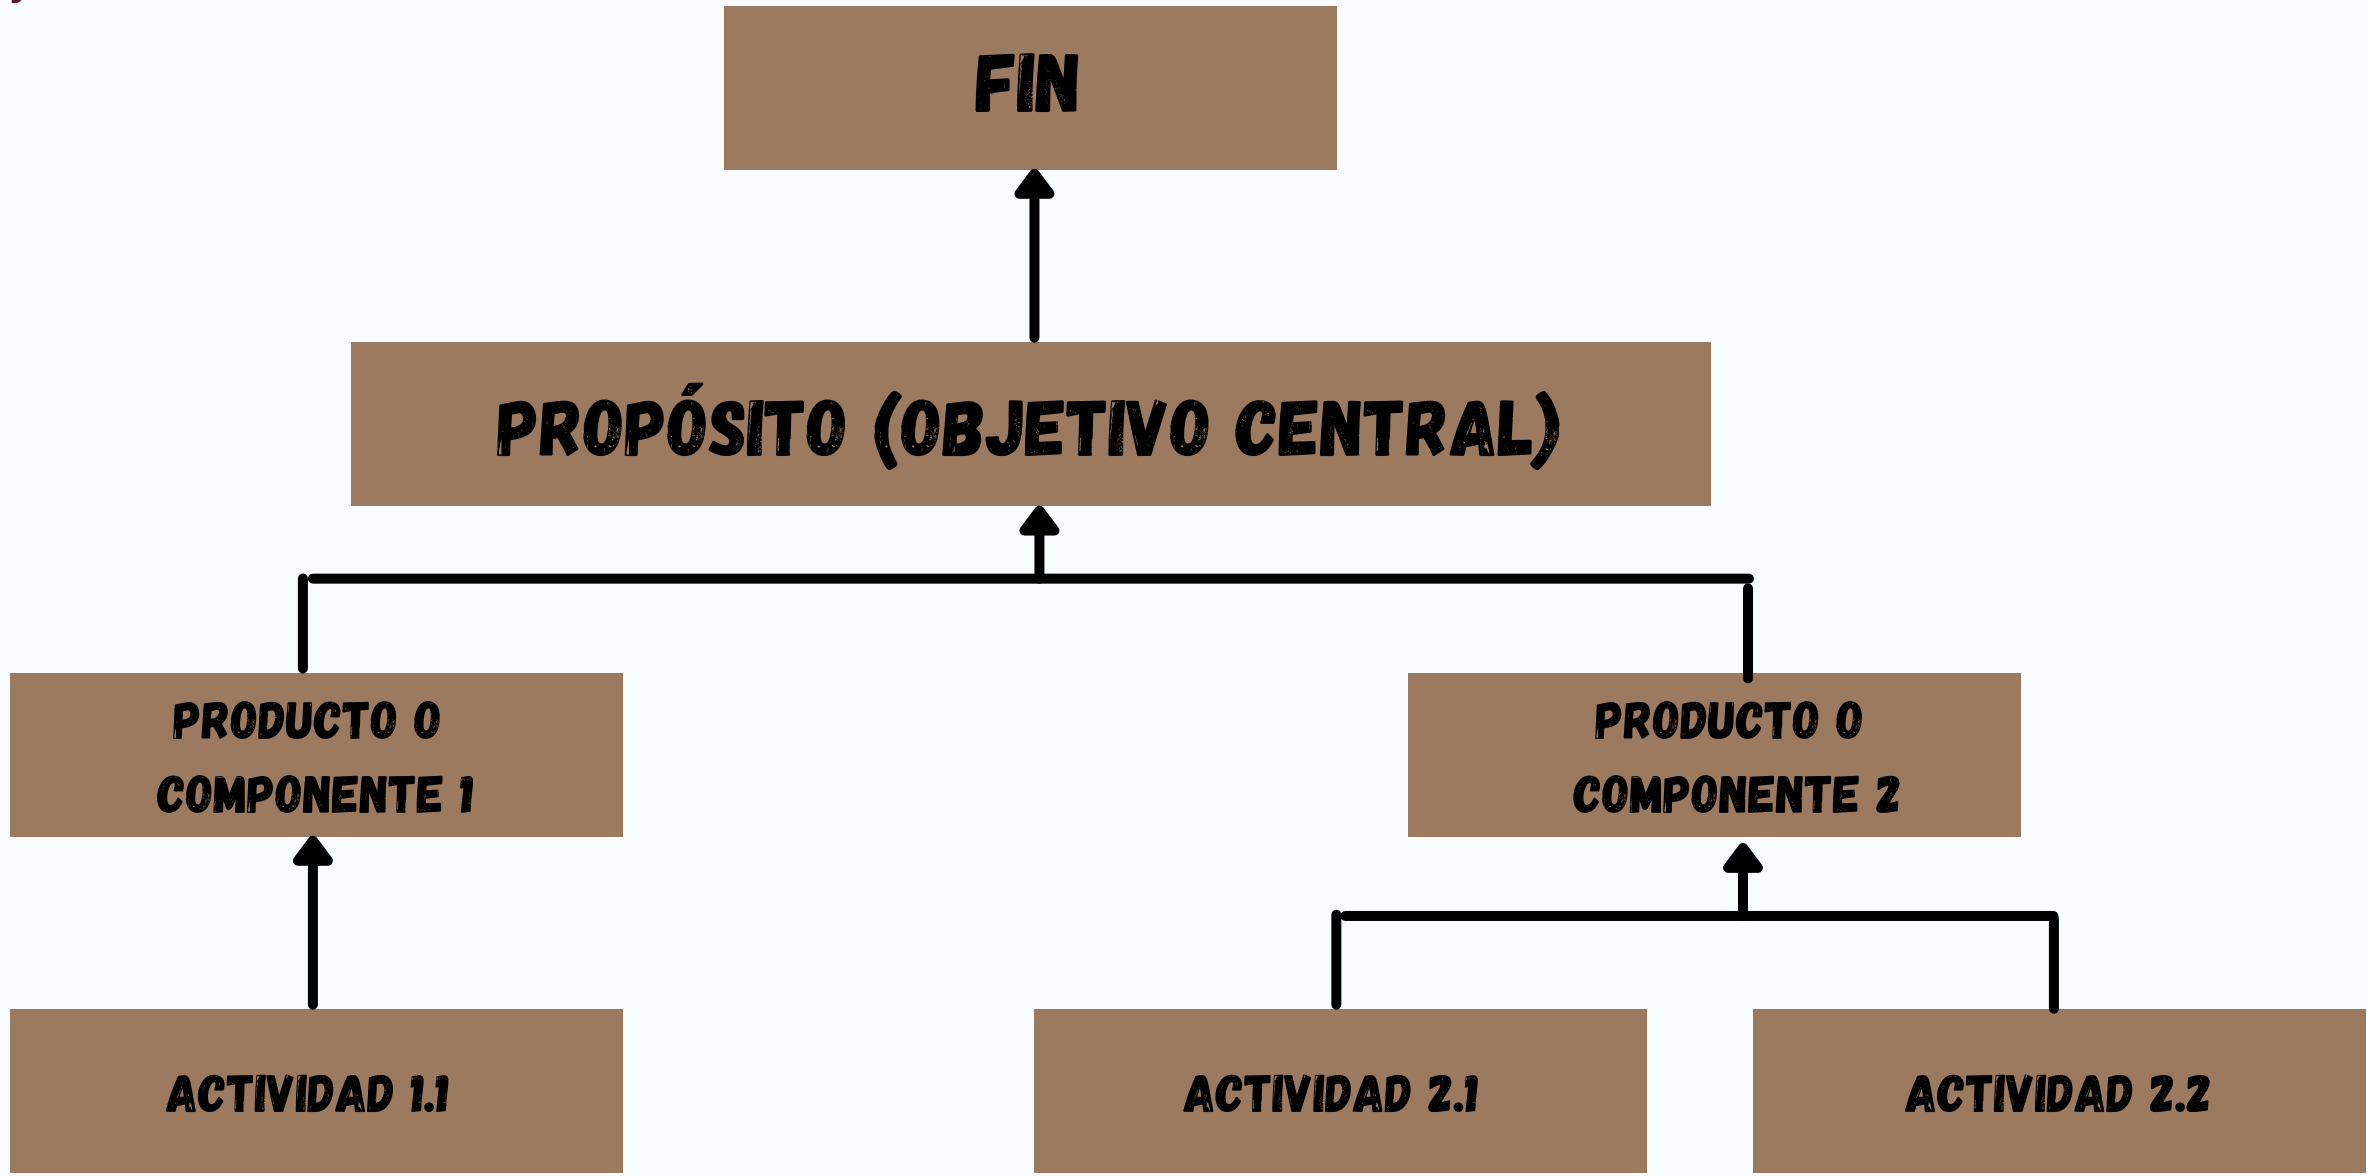 FIN
PROPÓSITO (OBJETIVO CENTRAL)
PRODUCTO O
COMPONENTE 1
PRODUCTO O
COMPONENTE 2
ACTIVIDAD 1.1
ACTIVIDAD 2.1
ACTIVIDAD 2.2